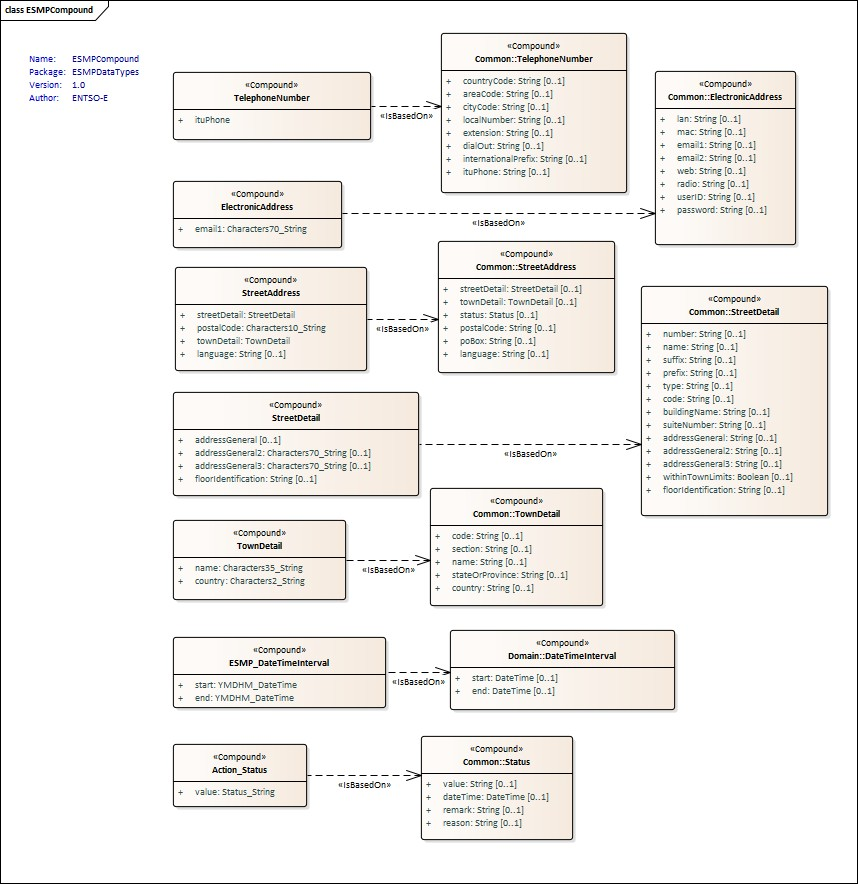 class ESMPCompound
Name: ESMPCompound
Package: ESMPDataTypes
Version: 1.0
Author: ENTSO-E
«Compound»
TelephoneNumber
+ ituPhone
«IsBasedOn»
«Compound»
Common::TelephoneNumber
+ countryCode: String [0..1]
+ areaCode: String [0..1]
+ cityCode: String [0..1]
+ localNumber: String [0..1]
+ extension: String [0..1]
+ dialOut: String [0..1]
+ internationalPrefix: String [0..1]
+ ituPhone: String [0..1]
«Compound»
ElectronicAddress
+ email1: Characters70_String
«IsBasedOn»
«Compound»
Common::ElectronicAddress
+ lan: String [0..1]
+ mac: String [0..1]
+ email1: String [0..1]
+ email2: String [0..1]
+ web: String [0..1]
+ radio: String [0..1]
+ userID: String [0..1]
+ password: String [0..1]
«Compound»
StreetAddress
+ streetDetail: StreetDetail
+ postalCode: Characters10_String
+ townDetail: TownDetail
+ language: String [0..1]
«IsBasedOn»
«Compound»
Common::StreetAddress
+ streetDetail: StreetDetail [0..1]
+ townDetail: TownDetail [0..1]
+ status: Status [0..1]
+ postalCode: String [0..1]
+ poBox: String [0..1]
+ language: String [0..1]
«Compound»
StreetDetail
+ addressGeneral [0..1]
+ addressGeneral2: Characters70_String [0..1]
+ addressGeneral3: Characters70_String [0..1]
+ floorIdentification: String [0..1]
«IsBasedOn»
«Compound»
Common::StreetDetail
+ number: String [0..1]
+ name: String [0..1]
+ suffix: String [0..1]
+ prefix: String [0..1]
+ type: String [0..1]
+ code: String [0..1]
+ buildingName: String [0..1]
+ suiteNumber: String [0..1]
+ addressGeneral: String [0..1]
+ addressGeneral2: String [0..1]
+ addressGeneral3: String [0..1]
+ withinTownLimits: Boolean [0..1]
+ floorIdentification: String [0..1]
«Compound»
TownDetail
+ name: Characters35_String
+ country: Characters2_String
«IsBasedOn»
«Compound»
Common::TownDetail
+ code: String [0..1]
+ section: String [0..1]
+ name: String [0..1]
+ stateOrProvince: String [0..1]
+ country: String [0..1]
«Compound»
ESMP_DateTimeInterval
+ start: YMDHM_DateTime
+ end: YMDHM_DateTime
«IsBasedOn»
«Compound»
Domain::DateTimeInterval
+ start: DateTime [0..1]
+ end: DateTime [0..1]
«Compound»
Action_Status
+ value: Status_String
«IsBasedOn»
«Compound»
Common::Status
+ value: String [0..1]
+ dateTime: DateTime [0..1]
+ remark: String [0..1]
+ reason: String [0..1]